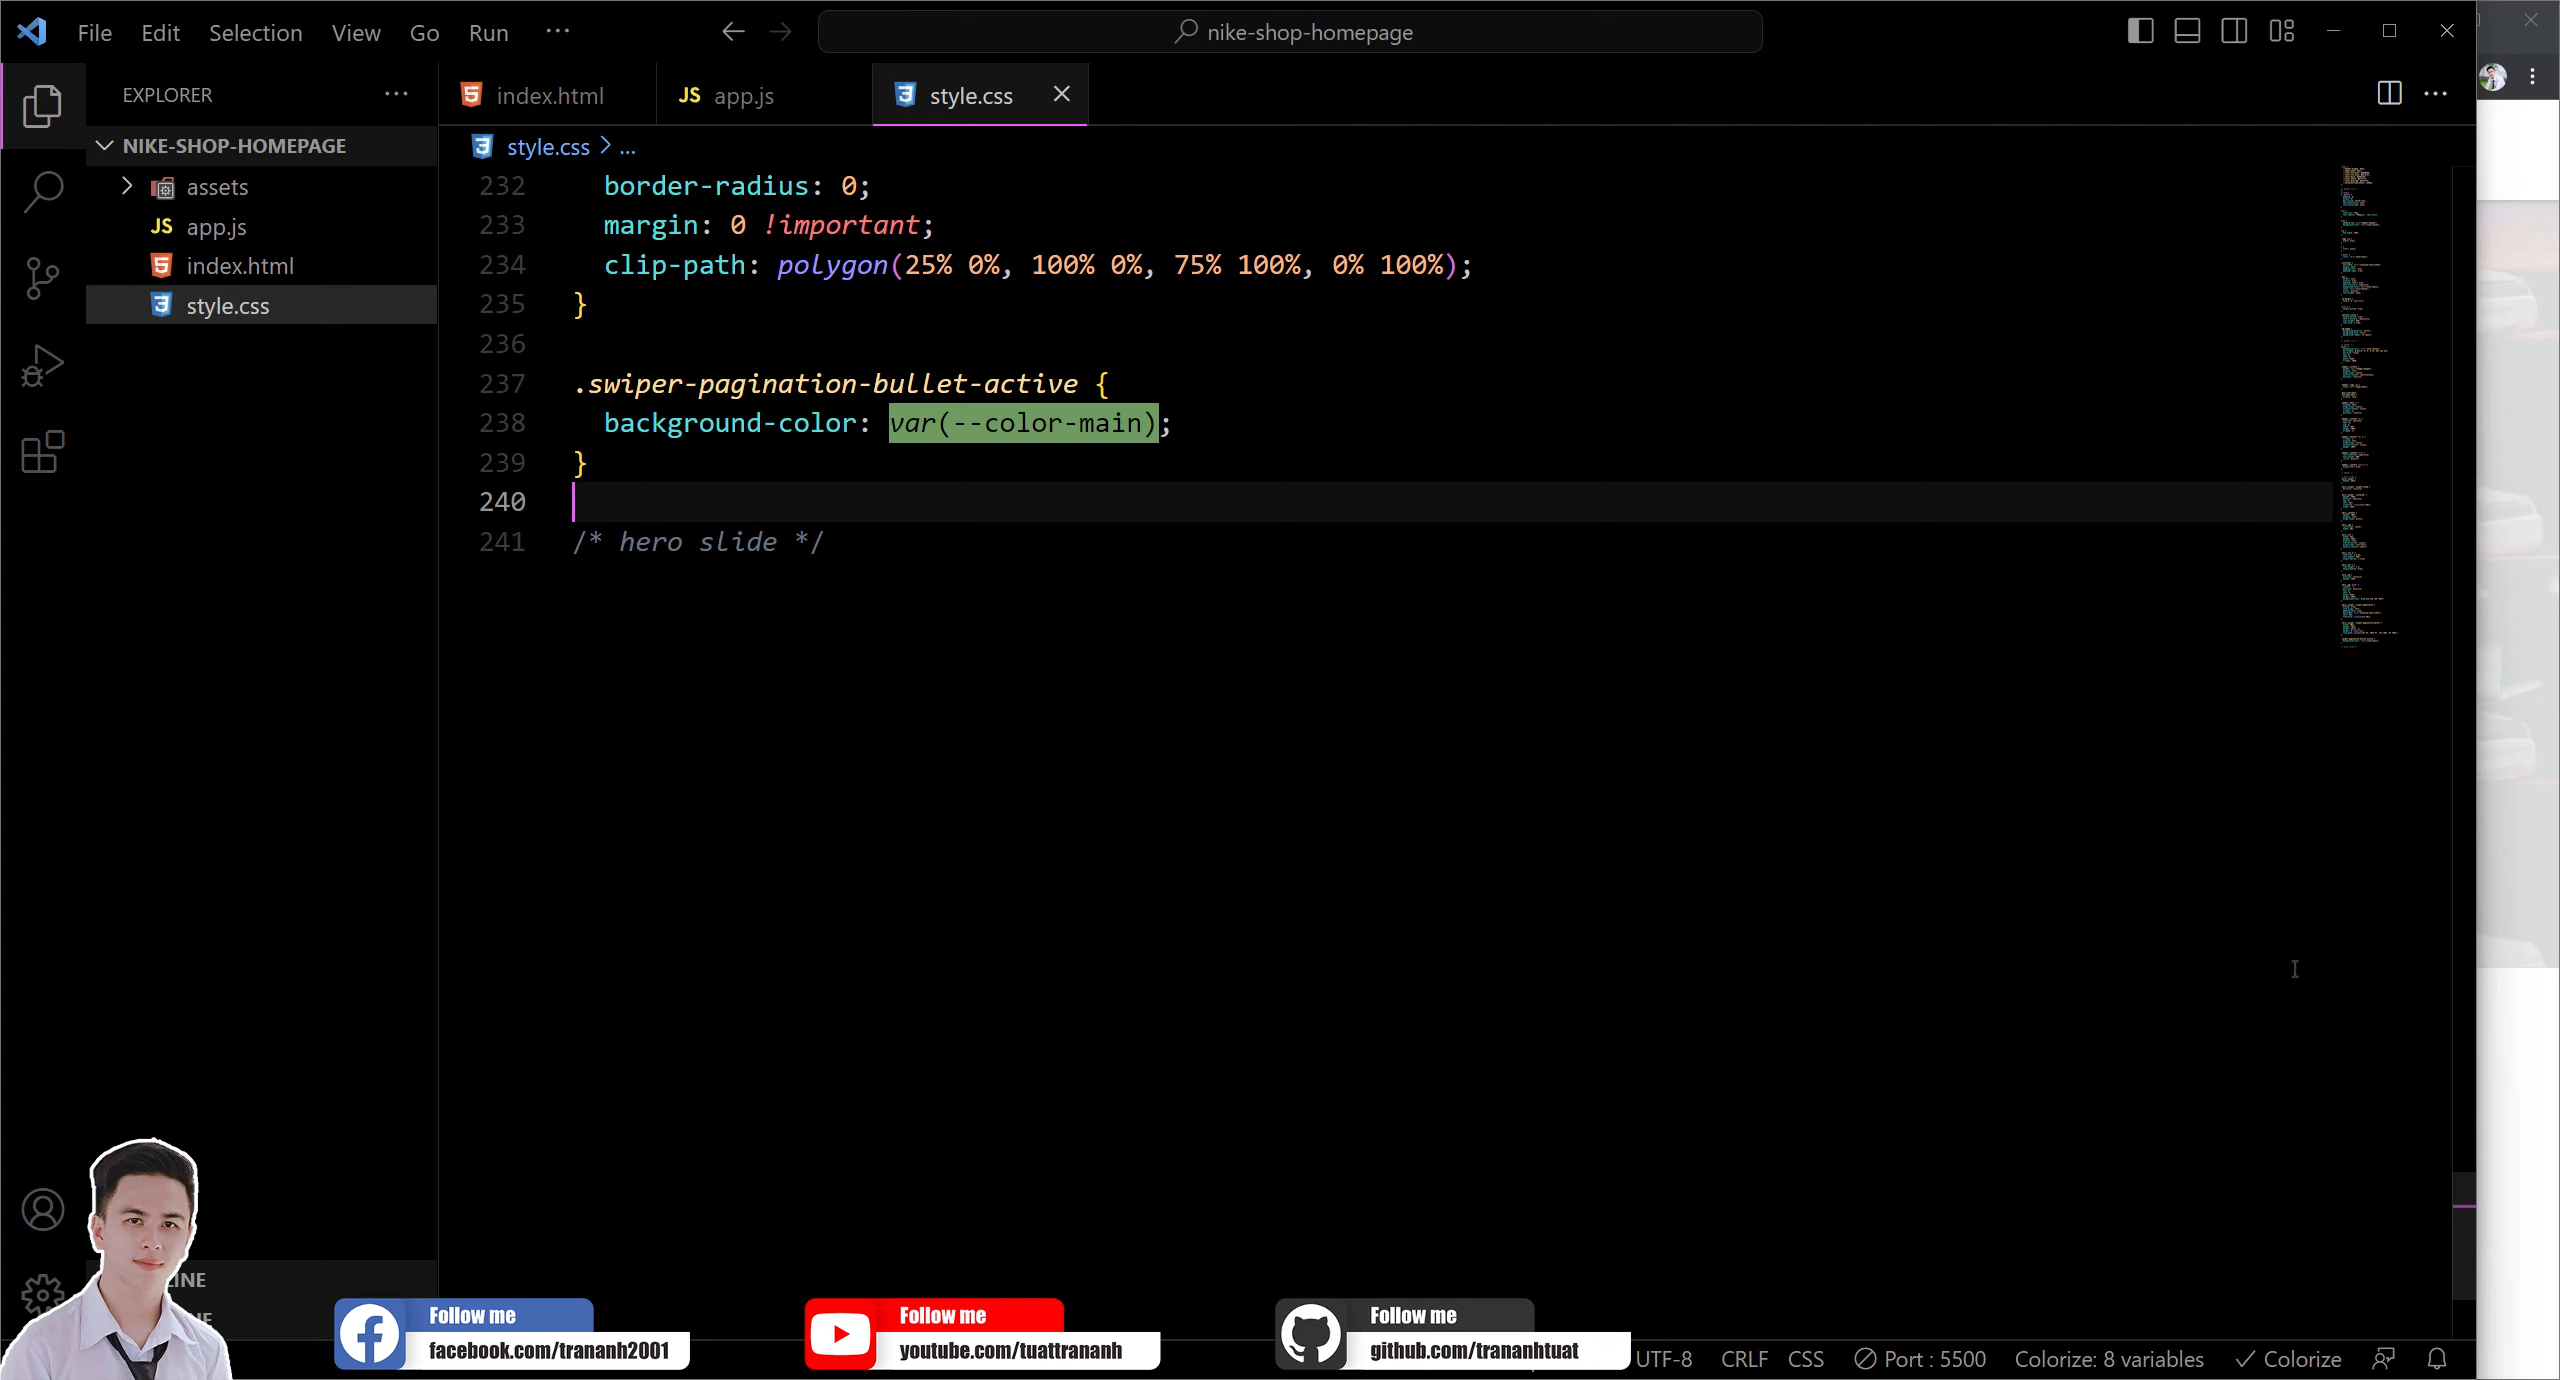 File Edit Selection View Go Run ...
nike-shop-homepage
EXPLORER ...
NIKE-SHOP-HOMEPAGE
assets
JS app.js
index.html
style.css
index.html
JS app.js
style.css
style.css > ...
232 border-radius: 0;
233 margin: 0 !important;
234 clip-path: polygon(25% 0%, 100% 0%, 75% 100%, 0% 100%);
235 }
236
237 .swiper-pagination-bullet-active {
238 background-color: var(--color-main);
239 }
240
241 /* hero slide */
Follow me
facebook.com/trananh2001
Follow me
youtube.com/tuattrananh
Follow me
github.com/trananhtuat
UTF-8 CRLF CSS Port : 5500 Colorize: 8 variables Colorize